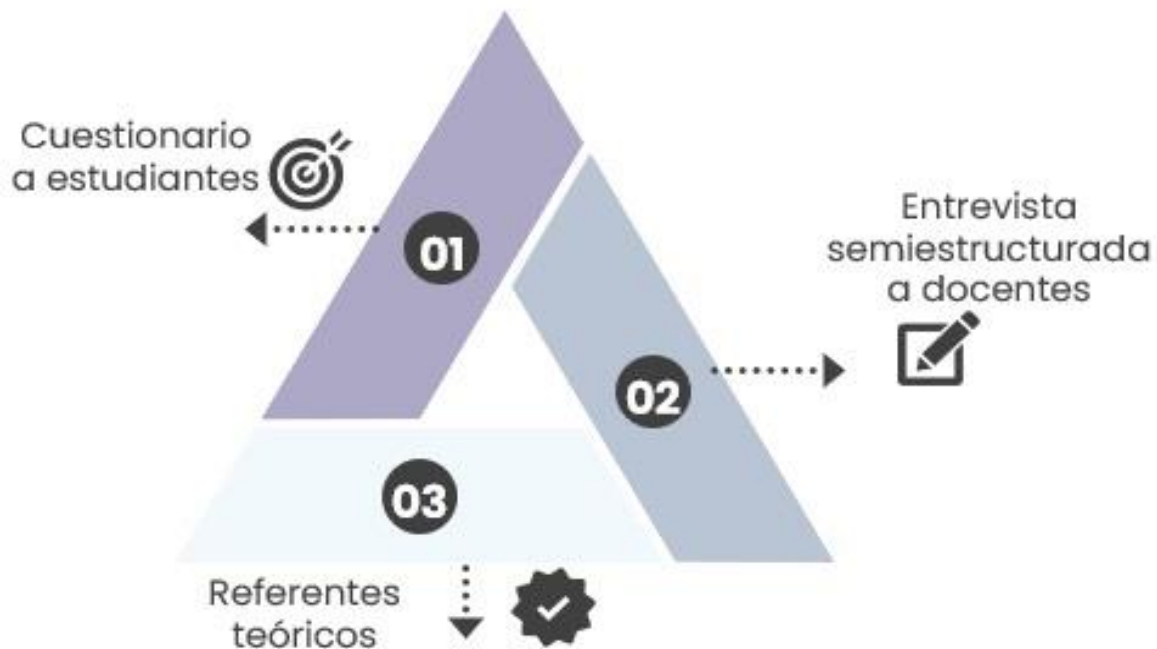 Cuestionario
a estudiantes
01
Entrevista
semiestructurada
a docentes
02
03
Referentes
teóricos